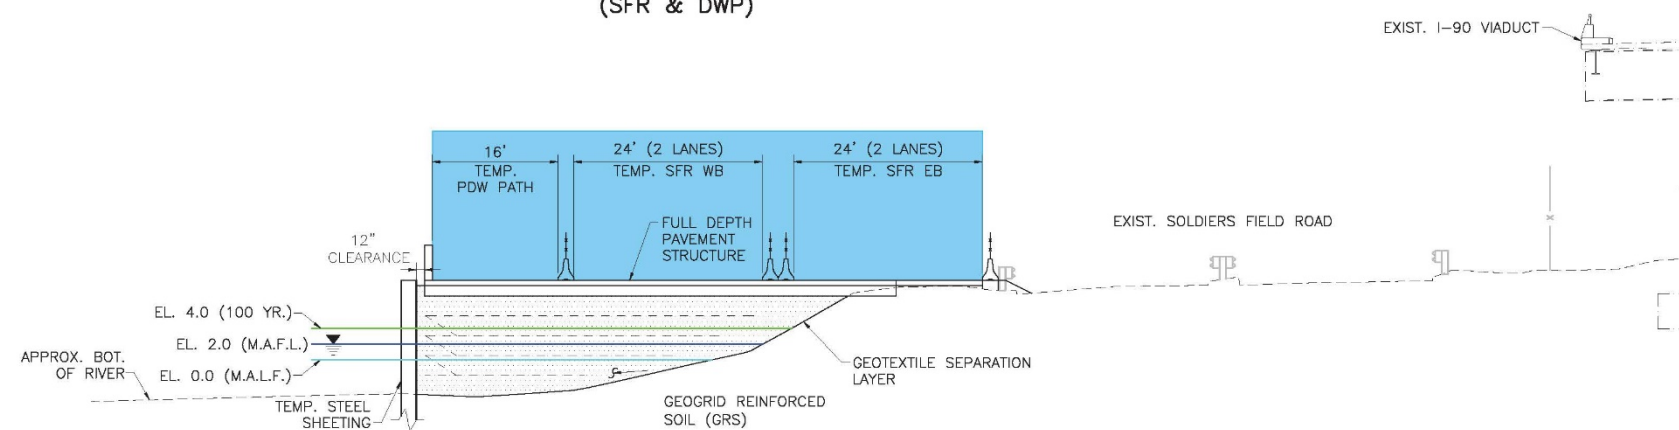 (SFR & DWP)
EXIST. I-90 VIADUCT
16'
TEMP.
PDW PATH
24' (2 LANES)
TEMP. SFR WB
24' (2 LANES)
TEMP. SFR EB
FULL DEPTH
PAVEMENT
STRUCTURE
EXIST. SOLDIERS FIELD ROAD
12"
CLEARANCE
EL. 4.0 (100 YR.)
EL. 2.0 (M.A.F.L.)
EL. 0.0 (M.A.L.F.)
APPROX. BOT.
OF RIVER
TEMP. STEEL
SHEETING
GEOTEXTILE SEPARATION
LAYER
GEOGRID REINFORCED
SOIL (GRS)